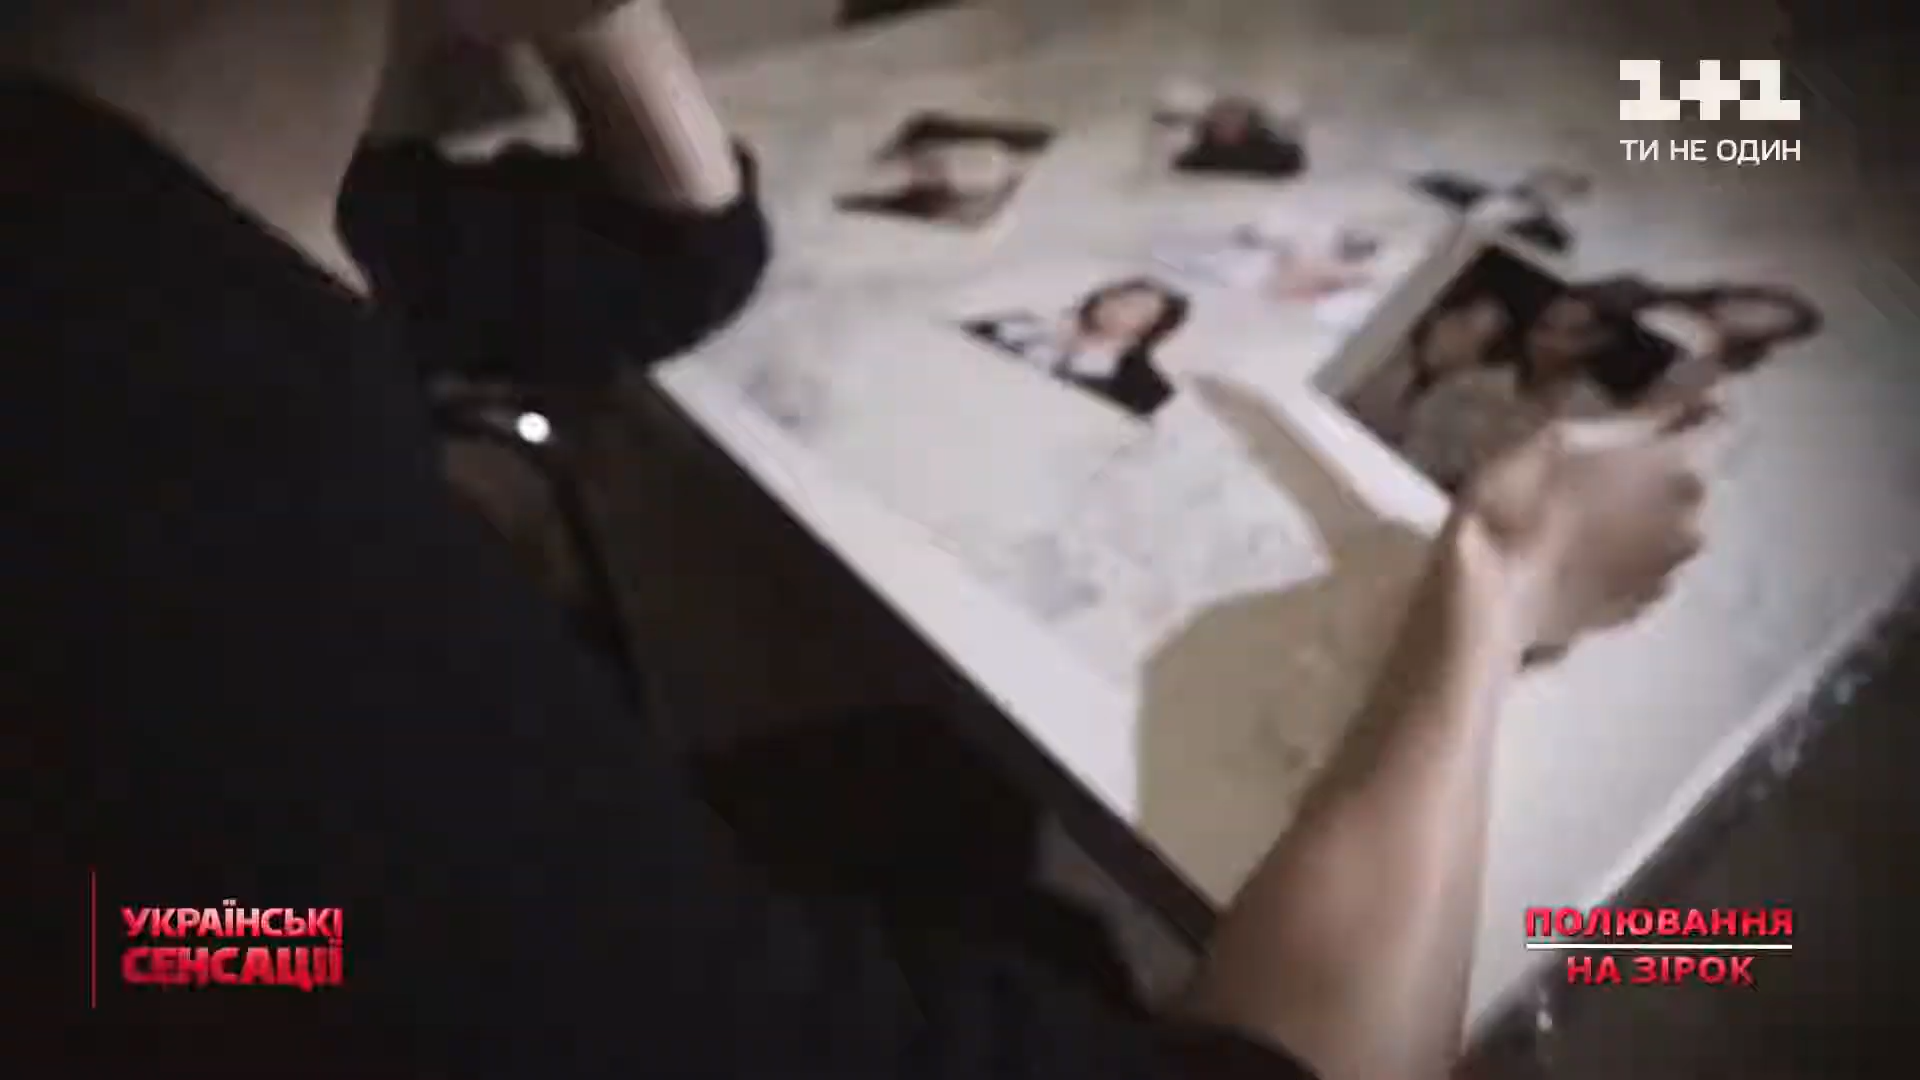 1+1
ТИ НЕ ОДИН
УКРАЇНСЬКІ
СЕНСАЦІЇ
ПОЛЮВАННЯ
НА ЗІРОК